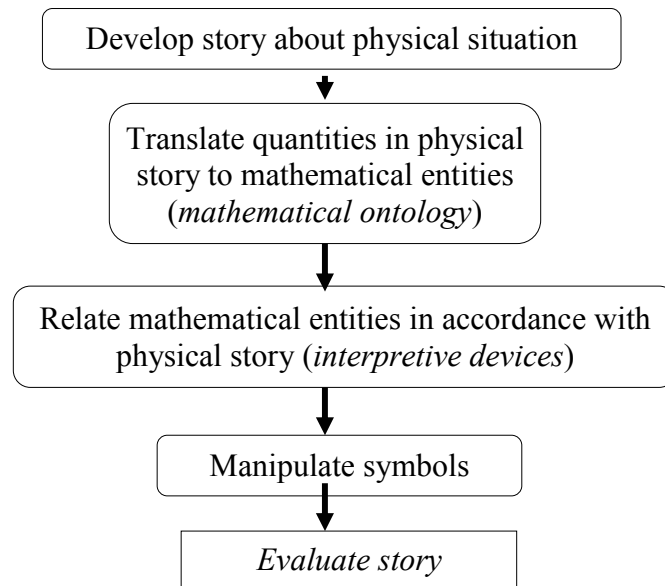 Develop story about physical situation
Translate quantities in physical
story to mathematical entities
(mathematical ontology)
Relate mathematical entities in accordance with
physical story (interpretive devices)
Manipulate symbols
Evaluate story